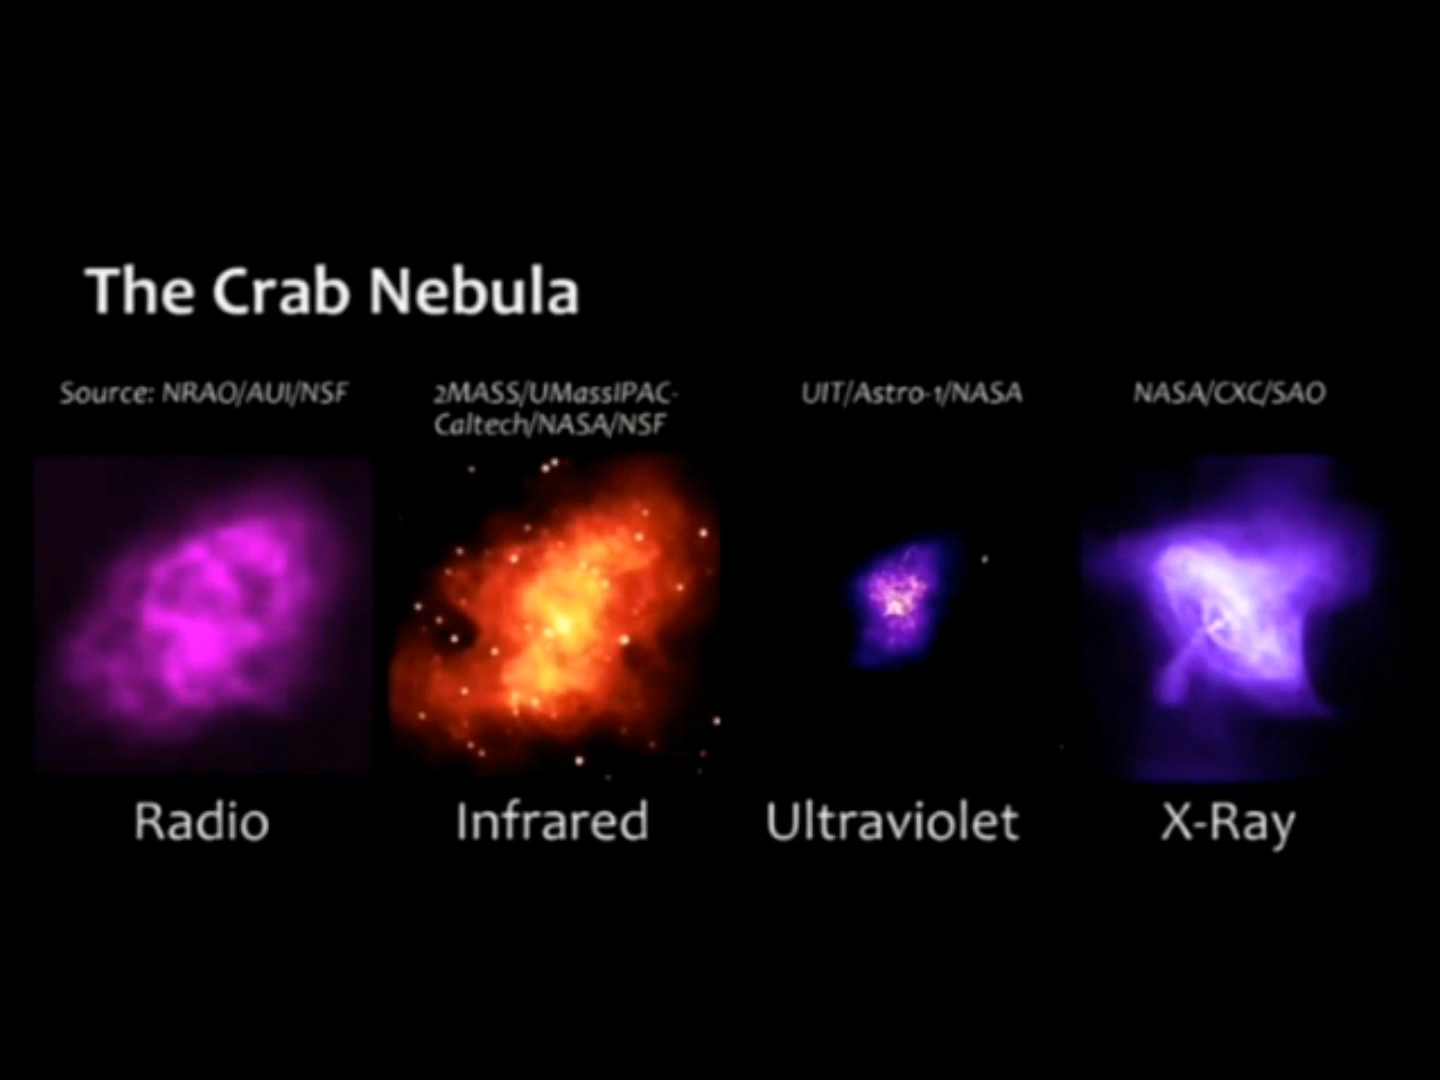 The Crab Nebula
Source: NRAO/AUI/NSF
2MASS/UMassIPAC-
Caltech/NASA/NSF
UIT/Astro-1/NASA
NASA/CXC/SAO
Radio
Infrared
Ultraviolet
X-Ray